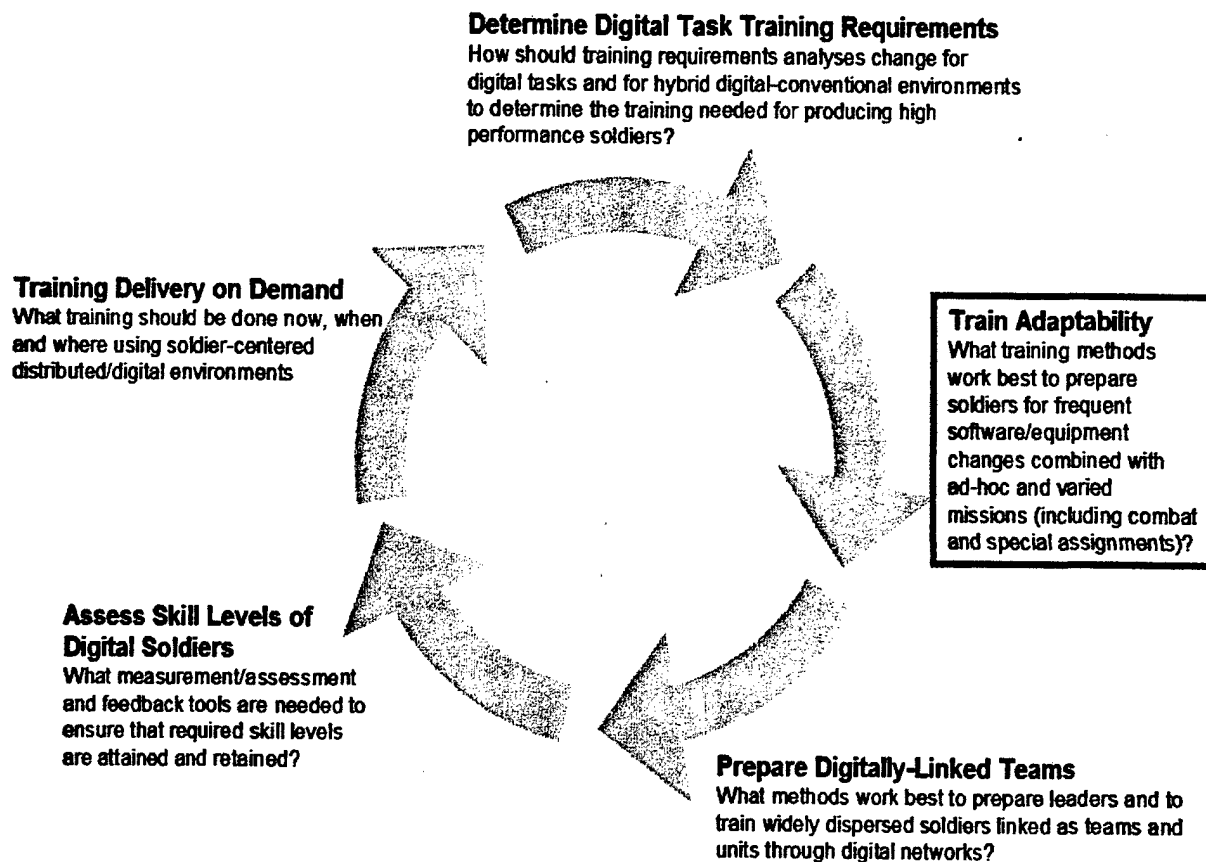 Determine Digital Task Training Requirements
How should training requirements analyses change for
digital tasks and for hybrid digital-conventional environments
to determine the training needed for producing high
performance soldiers?
Train Adaptability
What training methods
work best to prepare
soldiers for frequent
software/equipment
changes combined with
ad-hoc and varied
missions (including combat
and special assignments)?
Prepare Digitally-Linked Teams
What methods work best to prepare leaders and to
train widely dispersed soldiers linked as teams and
units through digital networks?
Assess Skill Levels of
Digital Soldiers
What measurement/assessment
and feedback tools are needed to
ensure that required skill levels
are attained and retained?
Training Delivery on Demand
What training should be done now, when
and where using soldier-centered
distributed/digital environments